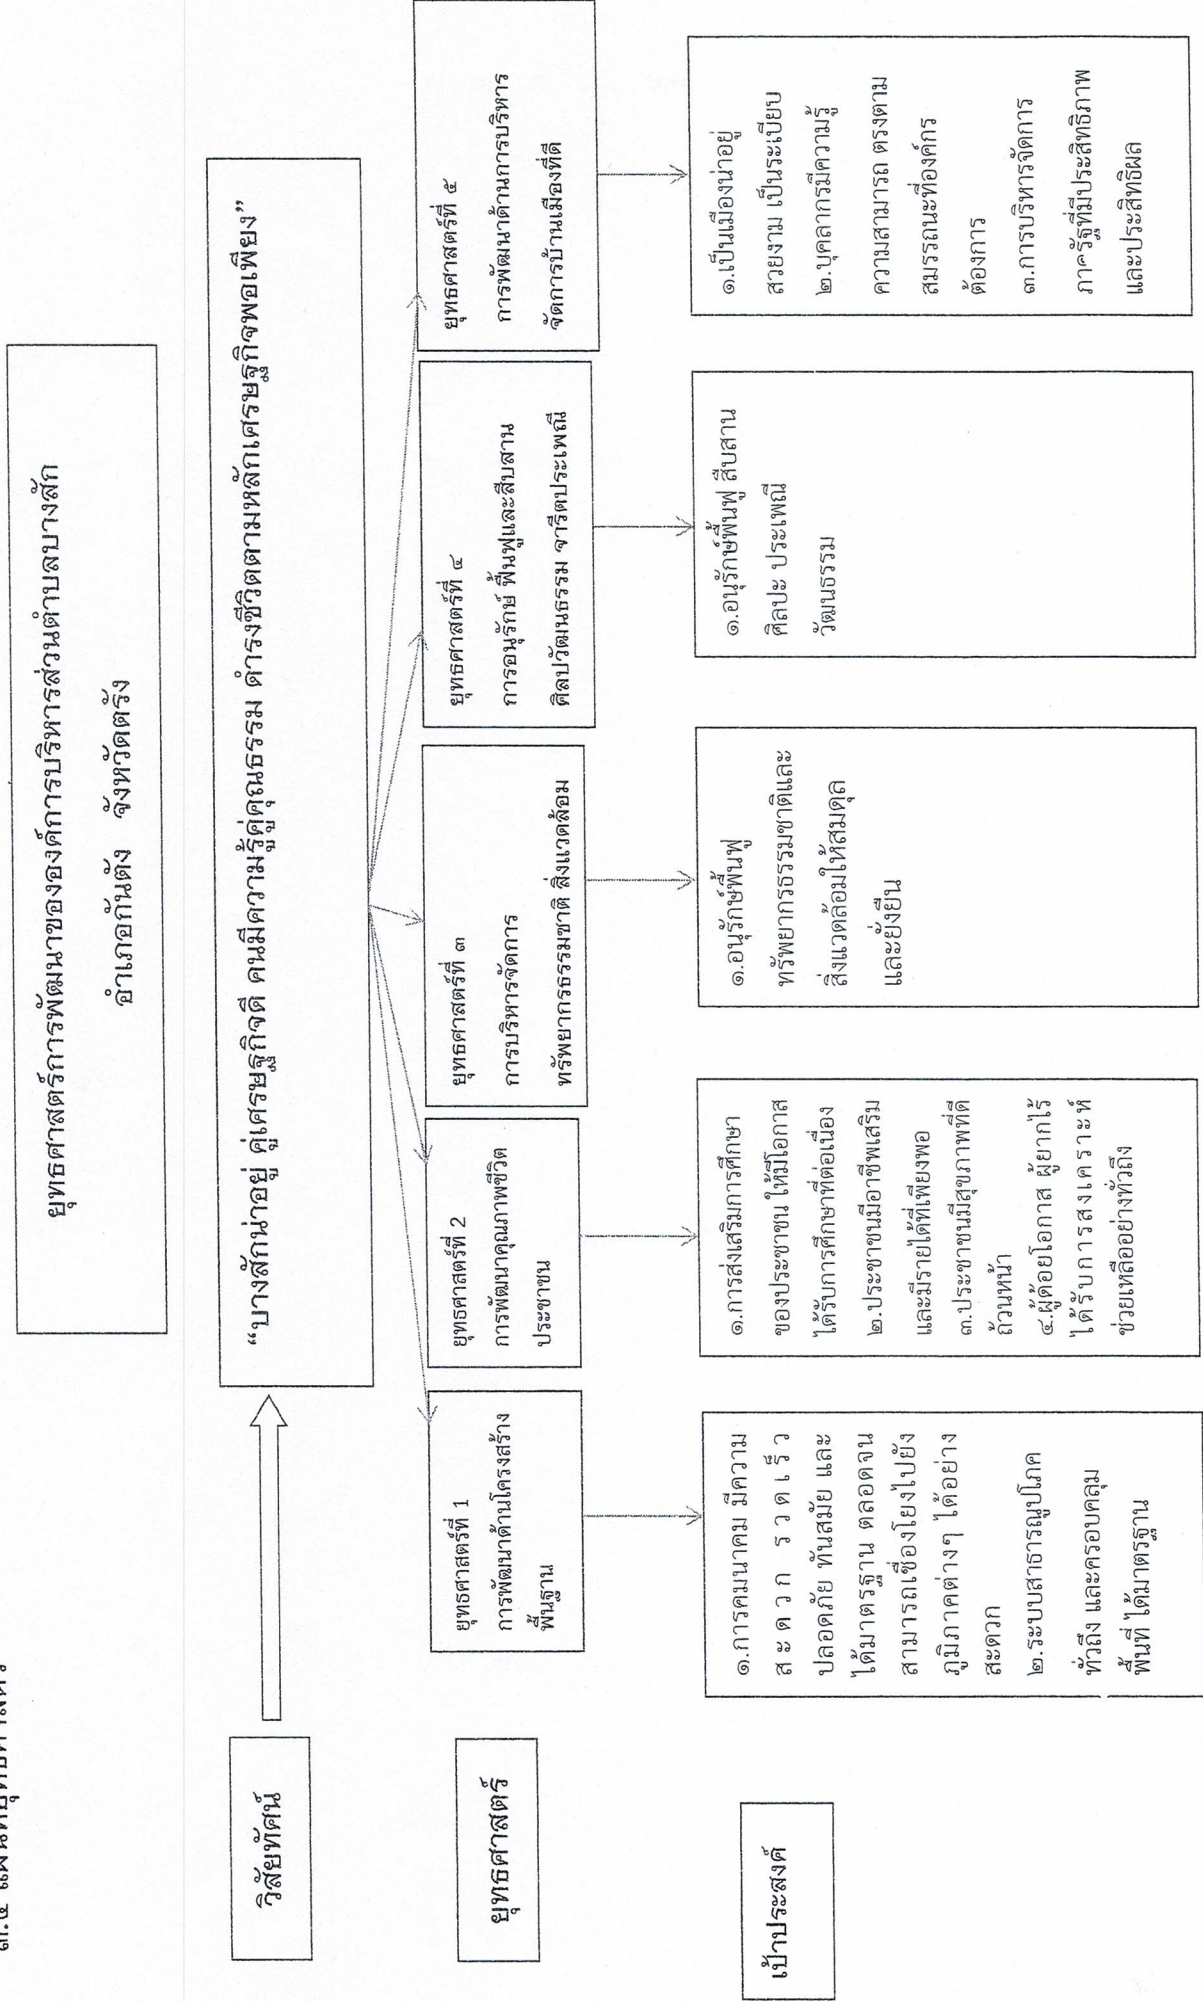 ๓.๕ แผนที่ยุทธศาสตร์
ยุทธศาสตร์การพัฒนาขององค์การบริหารส่วนตำบลบางสัก
อำเภอกันตัง จังหวัดตรัง
วิสัยทัศน์
“บางสักน่าอยู่ คู่เศรษฐกิจดี คนมีความรู้คู่คุณธรรม ดำรงชีวิตตามหลักเศรษฐกิจพอเพียง”
ยุทธศาสตร์
ยุทธศาสตร์ที่ 1
การพัฒนาด้านโครงสร้าง
พื้นฐาน
ยุทธศาสตร์ที่ 2
การพัฒนาคุณภาพชีวิต
ประชาชน
ยุทธศาสตร์ที่ ๓
การบริหารจัดการ
ทรัพยากรธรรมชาติ สิ่งแวดล้อม
ยุทธศาสตร์ที่ ๔
การอนุรักษ์ ฟื้นฟูและสืบสาน
ศิลปวัฒนธรรม จารีตประเพณี
ยุทธศาสตร์ที่ ๕
การพัฒนาด้านการบริหาร
จัดการบ้านเมืองที่ดี
เป้าประสงค์
๑.การคมนาคม มีความ
สะดวก รวดเร็ว
ปลอดภัย ทันสมัย และ
ได้มาตรฐาน ตลอดจน
สามารถเชื่องโยงไปยัง
ภูมิภาคต่างๆ ได้อย่าง
สะดวก
๒.ระบบสาธารณูปโภค
ทั่วถึง และครอบคลุม
พื้นที่ ได้มาตรฐาน
๑.การส่งเสริมการศึกษา
ของประชาชน ให้มีโอกาส
ได้รับการศึกษาที่ต่อเนื่อง
๒.ประชาชนมีอาชีพเสริม
และมีรายได้ที่เพียงพอ
๓.ประชาชนมีสุขภาพที่ดี
ถ้วนหน้า
๔.ผู้ด้อยโอกาส ผู้ยากไร้
ได้รับการสงเคราะห์
ช่วยเหลืออย่างทั่วถึง
๑.อนุรักษ์ฟื้นฟู
ทรัพยากรธรรมชาติและ
สิ่งแวดล้อมให้สมดุล
และยั่งยืน
๑.อนุรักษ์ฟื้นฟู สืบสาน
ศิลปะ ประเพณี
วัฒนธรรม
๑.เป็นเมืองน่าอยู่
สวยงาม เป็นระเบียบ
๒.บุคลากรมีความรู้
ความสามารถ ตรงตาม
สมรรถนะที่องค์กร
ต้องการ
๓.การบริหารจัดการ
ภาครัฐที่มีประสิทธิภาพ
และประสิทธิผล